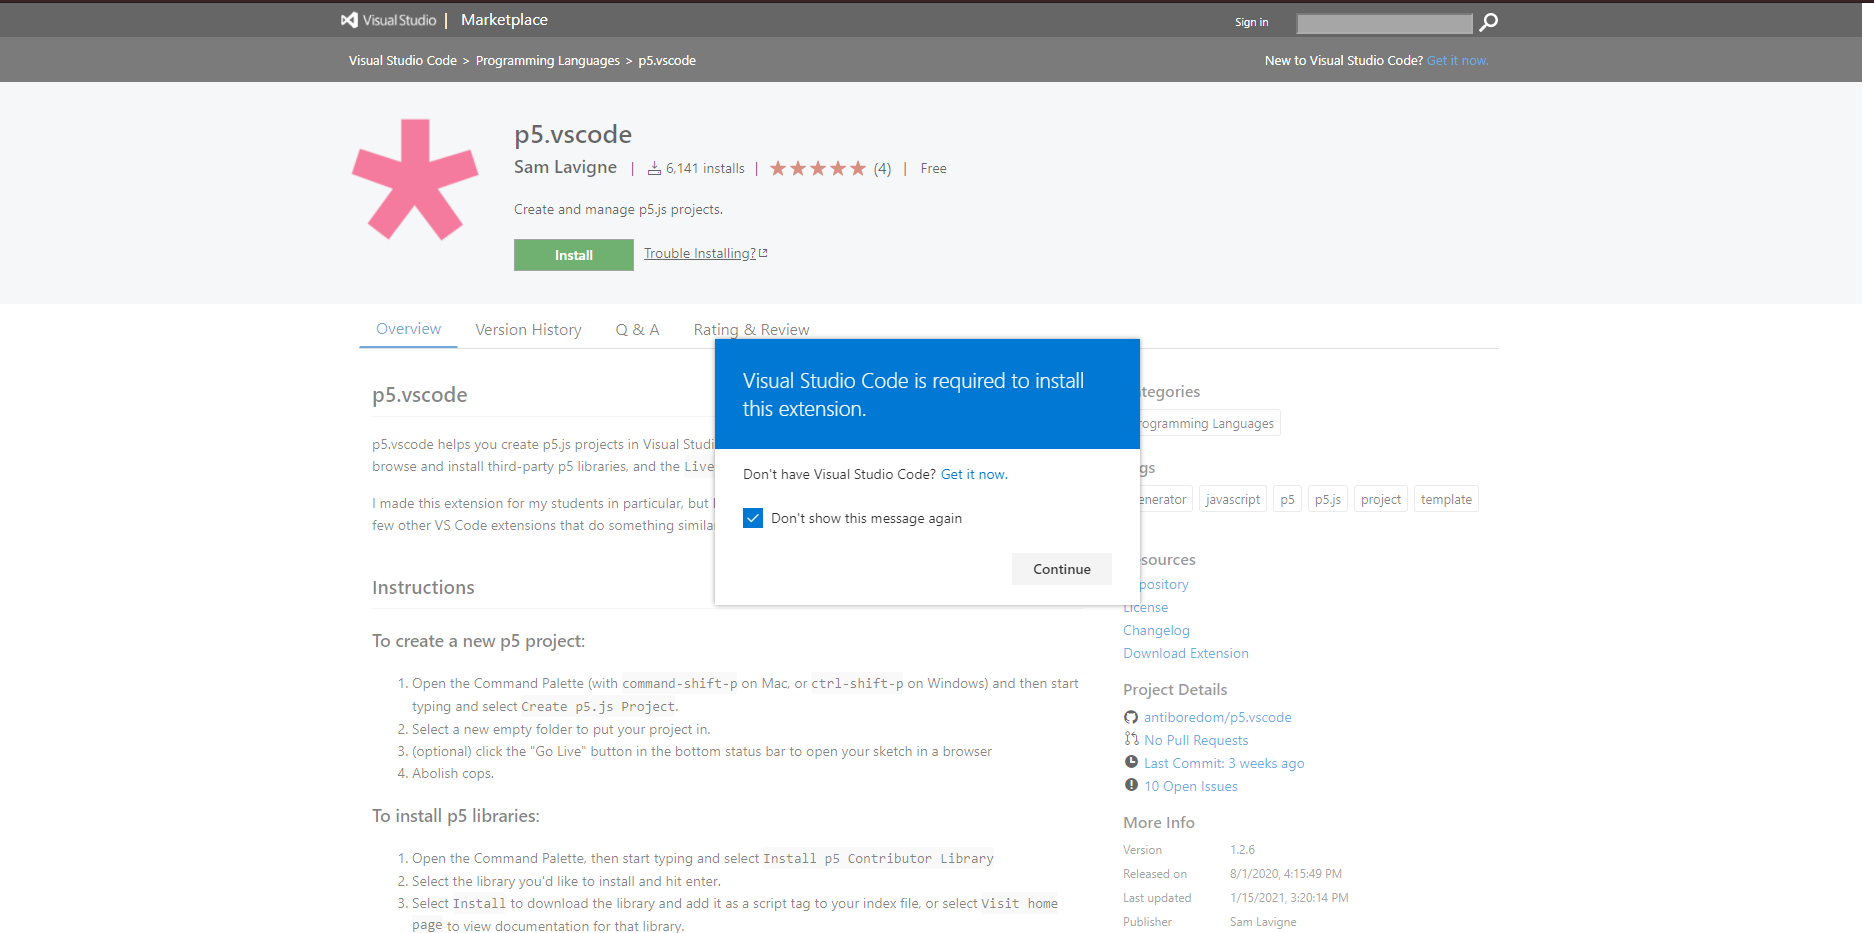 Visual Studio | Marketplace
Sign in
Visual Studio Code > Programming Languages > p5.vscode
New to Visual Studio Code? Get it now.
p5.vscode
Sam Lavigne | 6,141 installs | (4) | Free
Create and manage p5.js projects.
Install
Trouble Installing?
Overview
Version History
Q & A
Rating & Review
p5.vscode
p5.vscode helps you create p5.js projects in Visual Studi
browse and install third-party p5 libraries, and the Live
I made this extension for my students in particular, but
few other VS Code extensions that do something simila
Visual Studio Code is required to install
this extension.
Don't have Visual Studio Code? Get it now.
Don't show this message again
Continue
Instructions
To create a new p5 project:
1. Open the Command Palette (with command-shift-p on Mac, or ctrl-shift-p on Windows) and then start
typing and select Create p5.js Project.
2. Select a new empty folder to put your project in.
3. (optional) click the "Go Live" button in the bottom status bar to open your sketch in a browser
4. Abolish cops.
To install p5 libraries:
1. Open the Command Palette, then start typing and select Install p5 Contributor Library
2. Select the library you'd like to install and hit enter.
3. Select Install to download the library and add it as a script tag to your index file, or select Visit home
page to view documentation for that library.
tegories
rogramming Languages
gs
enerator
javascript
p5
p5.js
project
template
sources
pository
License
Changelog
Download Extension
Project Details
antiboredom/p5.vscode
No Pull Requests
Last Commit: 3 weeks ago
10 Open Issues
More Info
Version 1.2.6
Released on 8/1/2020, 4:15:49 PM
Last updated 1/15/2021, 3:20:14 PM
Publisher Sam Lavigne